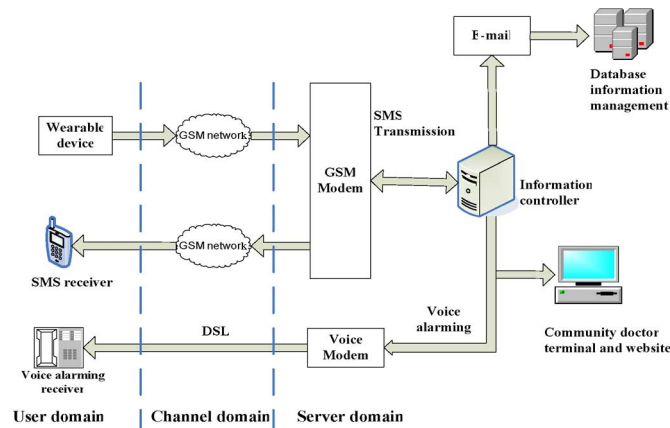 E-mail
Database
information
management
Wearable
device
GSM network
SMS
Transmission
GSM
Modem
Information
controller
GSM network
SMS receiver
Voice
alarming
DSL
Voice
Modem
Community doctor
terminal and website
Voice alarming
receiver
User domain
Channel domain
Server domain